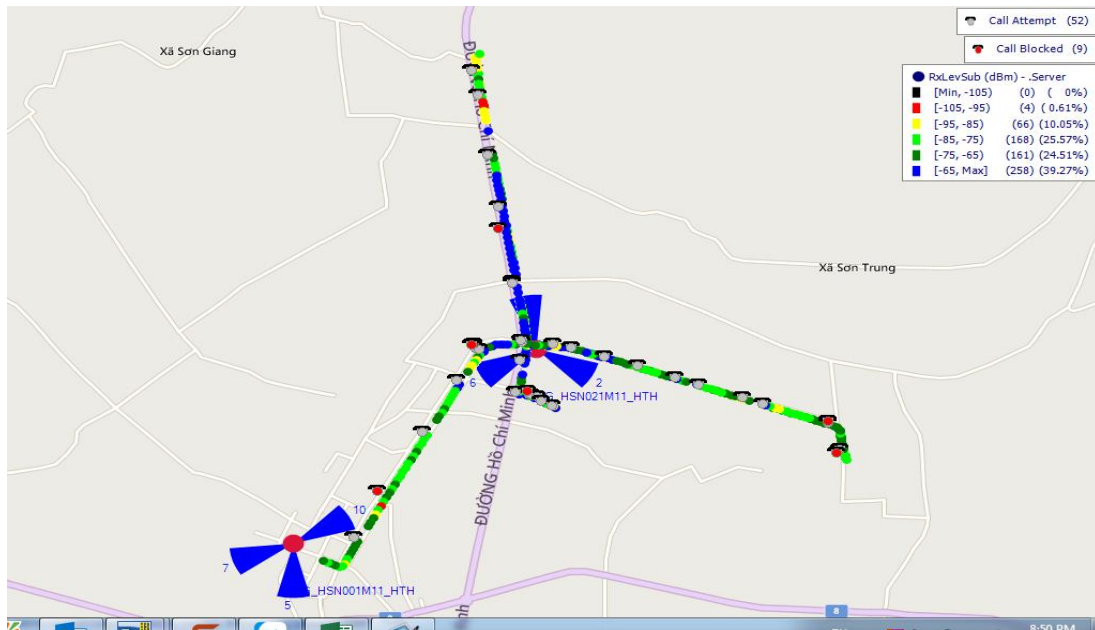 Call Attempt (52)
Call Blocked (9)
RxLevSub (dBm) - .Server
[Min, -105) (0) ( 0%)
[-105, -95) (4) ( 0.61%)
[-95, -85) (66) (10.05%)
[-85, -75) (168) (25.57%)
[-75, -65) (161) (24.51%)
[-65, Max] (258) (39.27%)
Xã Sơn Giang
Xã Sơn Trung
6
2
_HSN021M11_HTH
ĐƯỜNG Hồ Chí Minh
10
7
5
_HSN001M11_HTH
8
8:50 PM